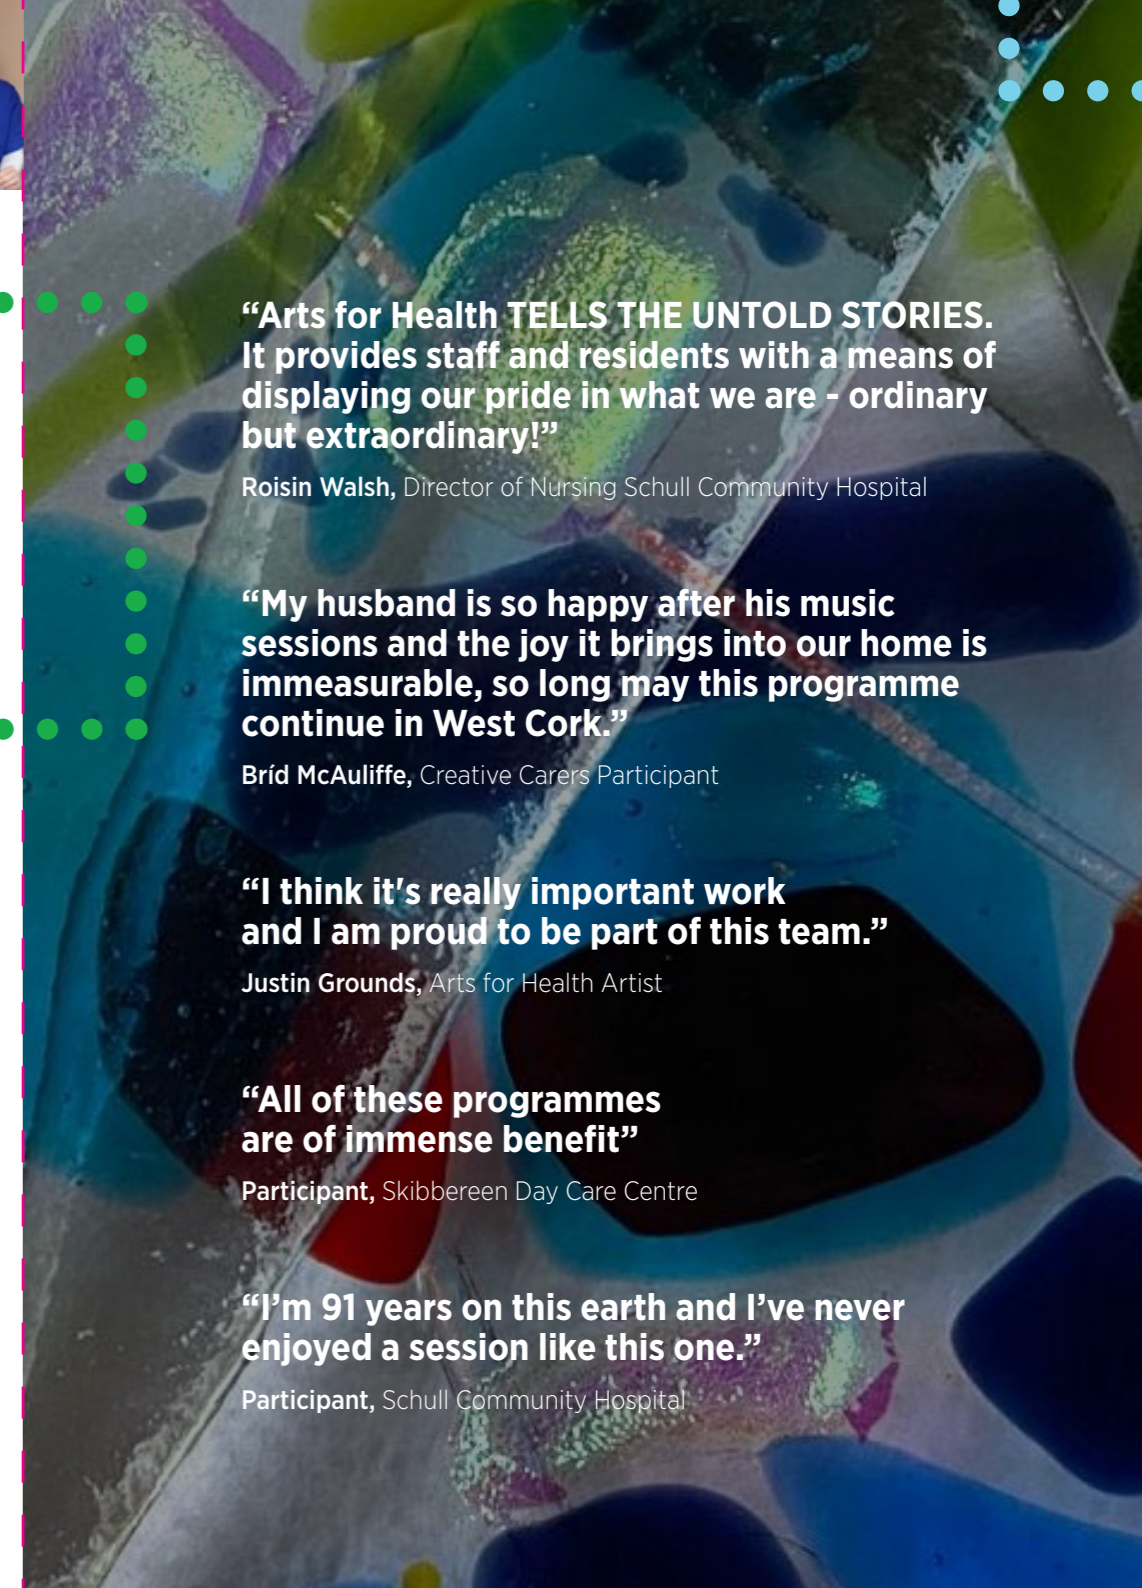 “Arts for Health TELLS THE UNTOLD STORIES.
It provides staff and residents with a means of
displaying our pride in what we are - ordinary
but extraordinary!”
Roisin Walsh, Director of Nursing Schull Community Hospital
“My husband is so happy after his music
sessions and the joy it brings into our home is
immeasurable, so long may this programme
continue in West Cork.”
Bríd McAuliffe, Creative Carers Participant
“I think it's really important work
and I am proud to be part of this team.”
Justin Grounds, Arts for Health Artist
“All of these programmes
are of immense benefit”
Participant, Skibbereen Day Care Centre
“I’m 91 years on this earth and I’ve never
enjoyed a session like this one.”
Participant, Schull Community Hospital